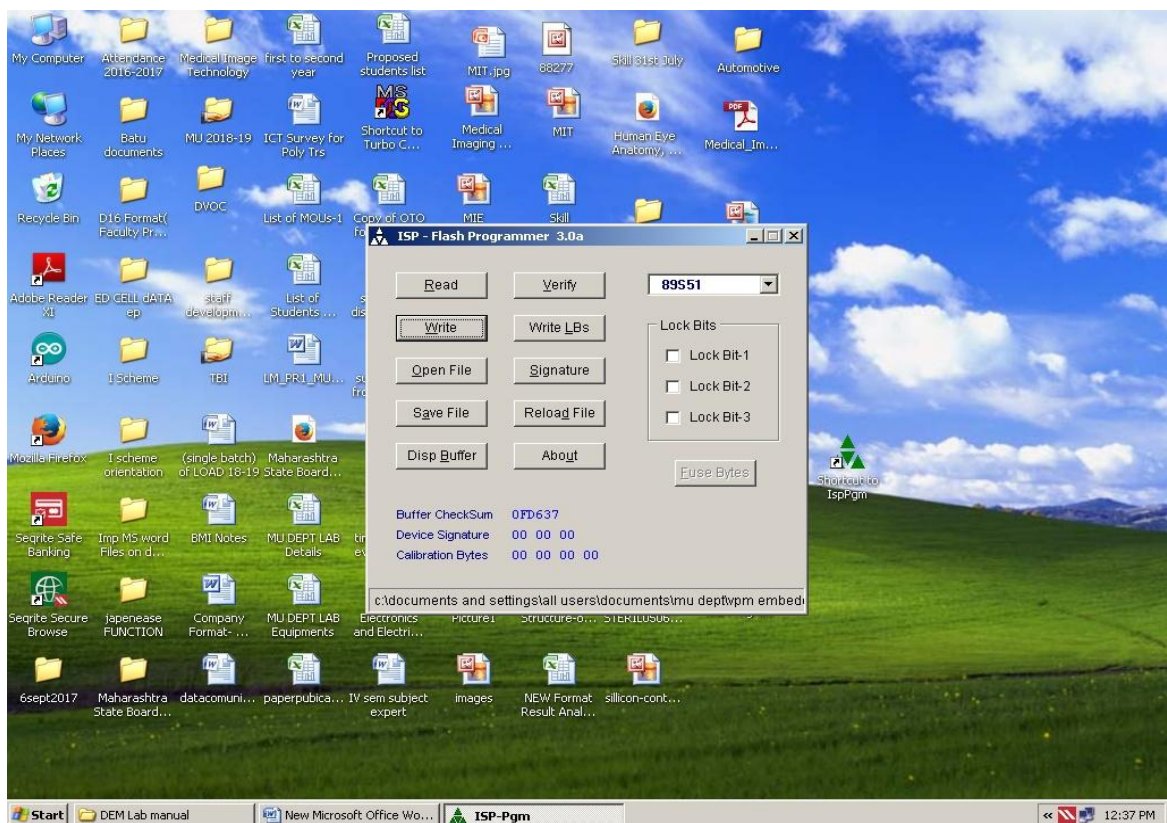 My Computer
Attendance
2016-2017
Medical Image
Technology
first to second
year
Proposed
students list
MIT.jpg
88277
Skill 31st July
Automotive
My Network
Places
Batu
documents
MU 2018-19
ICT Survey for
Poly Trs
Shortcut to
Turbo C...
Medical
Imaging ...
MIT
Human Eye
Anatomy, ...
Medical_Im...
Recycle Bin
D16 Format(
Faculty Pr...
DVOC
List of MOUs-1
Copy of OTO
MIE
Skill
ISP - Flash Programmer 3.0a
Read
Verify
89S51
Write
Write LBs
Lock Bits
Lock Bit-1
Open File
Signature
Lock Bit-2
Save File
Reload File
Lock Bit-3
Disp Buffer
About
Fuse Bytes
Buffer CheckSum 0FD637
Device Signature 00 00 00
Calibration Bytes 00 00 00 00
c:\documents and settings\all users\documents\mu dept\vpm embed
Adobe Reader
XI
ED CELL dATA
ep
staff
developm...
List of
Students ...
Arduino
I Scheme
TBI
LM_PR1_MU...
Mozilla Firefox
I scheme
orientation
(single batch)
of LOAD 18-19
Maharashtra
State Board...
Shortcut to
IspPgm
Seqrite Safe
Banking
Imp MS word
Files on d...
BMI Notes
MU DEPT LAB
Details
Seqrite Secure
Browse
japenease
FUNCTION
Company
Format- ...
MU DEPT LAB
Equipments
Electronics
and Electri...
Picture1
6sept2017
Maharashtra
State Board...
datacomuni...
paperpubica...
IV sem subject
expert
images
NEW Format
Result Anal...
sillicon-cont...
Start
DEM Lab manual
New Microsoft Office Wo...
ISP-Pgm
12:37 PM